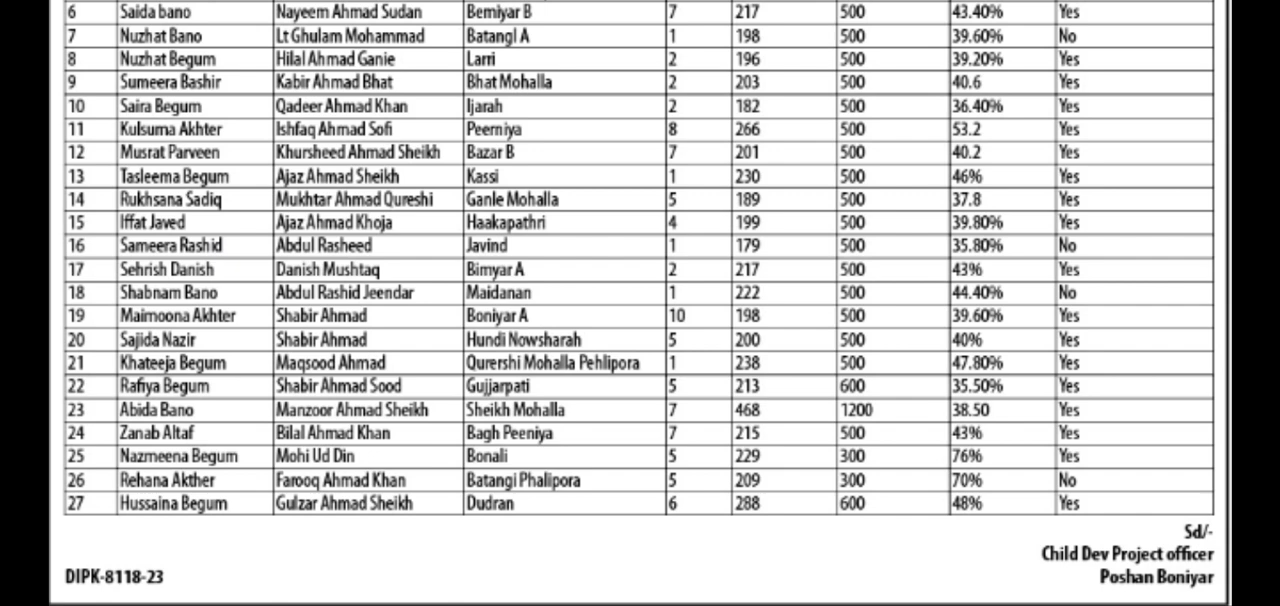 6 Saida bano Nayeem Ahmad Sudan Bemiyar B 7 217 500 43.40% Yes
7 Nuzhat Bano Lt Ghulam Mohammad Batangl A 1 198 500 39.60% No
8 Nuzhat Begum Hilal Ahmad Ganie Larri 2 196 500 39.20% Yes
9 Sumeera Bashir Kabir Ahmad Bhat Bhat Mohalla 2 203 500 40.6 Yes
10 Saira Begum Qadeer Ahmad Khan Ijarah 2 182 500 36.40% Yes
11 Kulsuma Akhter Ishfaq Ahmad Sofi Peerniya 8 266 500 53.2 Yes
12 Musrat Parveen Khursheed Ahmad Sheikh Bazar B 7 201 500 40.2 Yes
13 Tasleema Begum Ajaz Ahmad Sheikh Kassi 1 230 500 46% Yes
14 Rukhsana Sadiq Mukhtar Ahmad Qureshi Ganle Mohalla 5 189 500 37.8 Yes
15 Iffat Javed Ajaz Ahmad Khoja Haakapathri 4 199 500 39.80% Yes
16 Sameera Rashid Abdul Rasheed Javind 1 179 500 35.80% No
17 Sehrish Danish Danish Mushtaq Bimyar A 2 217 500 43% Yes
18 Shabnam Bano Abdul Rashid Jeendar Maidanan 1 222 500 44.40% No
19 Maimoona Akhter Shabir Ahmad Boniyar A 10 198 500 39.60% Yes
20 Sajida Nazir Shabir Ahmad Hundi Nowsharah 5 200 500 40% Yes
21 Khateeja Begum Maqsood Ahmad Qurershi Mohalla Pehlipora 1 238 500 47.80% Yes
22 Rafiya Begum Shabir Ahmad Sood Gujjarpati 5 213 600 35.50% Yes
23 Abida Bano Manzoor Ahmad Sheikh Sheikh Mohalla 7 468 1200 38.50 Yes
24 Zanab Altaf Bilal Ahmad Khan Bagh Peeniya 7 215 500 43% Yes
25 Nazmeena Begum Mohi Ud Din Bonali 5 229 300 76% Yes
26 Rehana Akther Farooq Ahmad Khan Batangi Phalipora 5 209 300 70% No
27 Hussaina Begum Gulzar Ahmad Sheikh Dudran 6 288 600 48% Yes
Sd/-
Child Dev Project officer
DIPK-8118-23 Poshan Boniyar